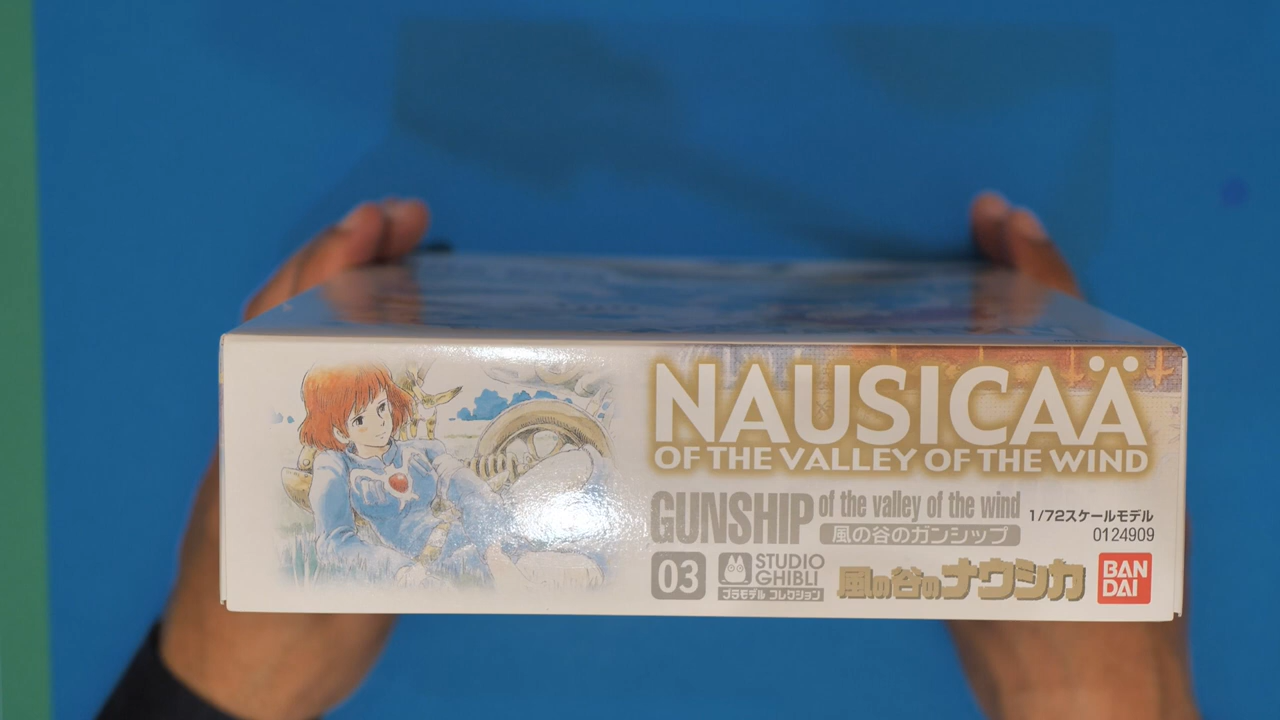 NAUSICAÄ
OF THE VALLEY OF THE WIND
GUNSHIP of the valley of the wind
風の谷のガンシップ
1/72スケールモデル
0124909
03
STUDIO
GHIBLI
プラモデル コレクション
風の谷のナウシカ
BAN
DAI